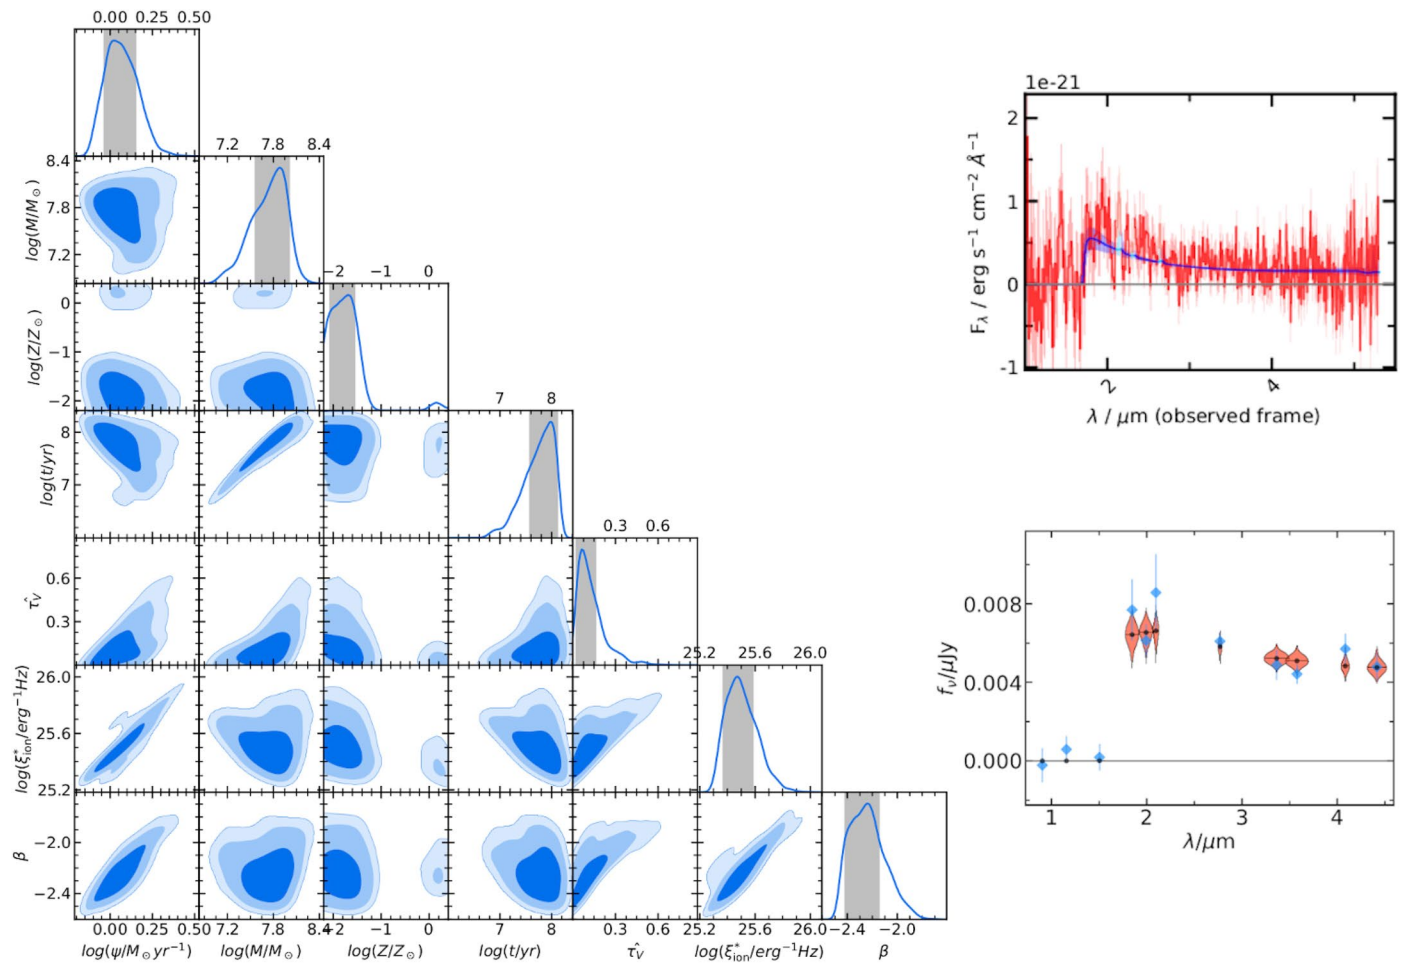 0.00 0.25 0.50
7.2 7.8 8.4
8.4
7.8
7.2
log(M/M⊙)
−2 −1 0
0
−1
−2
log(Z/Z⊙)
7 8
8
7
log(t/yr)
0.3 0.6
0.6
0.3
τ̂V
25.2 25.6 26.0
26.0
25.6
25.2
log(ξ*ion/erg⁻¹Hz)
−2.4 −2.0
−2.0
−2.4
β
0.00 0.25 0.50
7.2 7.8 8.4
−2 −1 0
7 8
0.3 0.6
25.2 25.6 26.0
−2.4 −2.0
log(ψ/M⊙yr⁻¹) log(M/M⊙) log(Z/Z⊙) log(t/yr) τ̂V log(ξ*ion/erg⁻¹Hz) β
1e-21
2
1
0
-1
Fλ / erg s⁻¹ cm⁻² Å⁻¹
2 4
λ / μm (observed frame)
0.008
0.004
0.000
fν/μJy
1 2 3 4
λ/μm